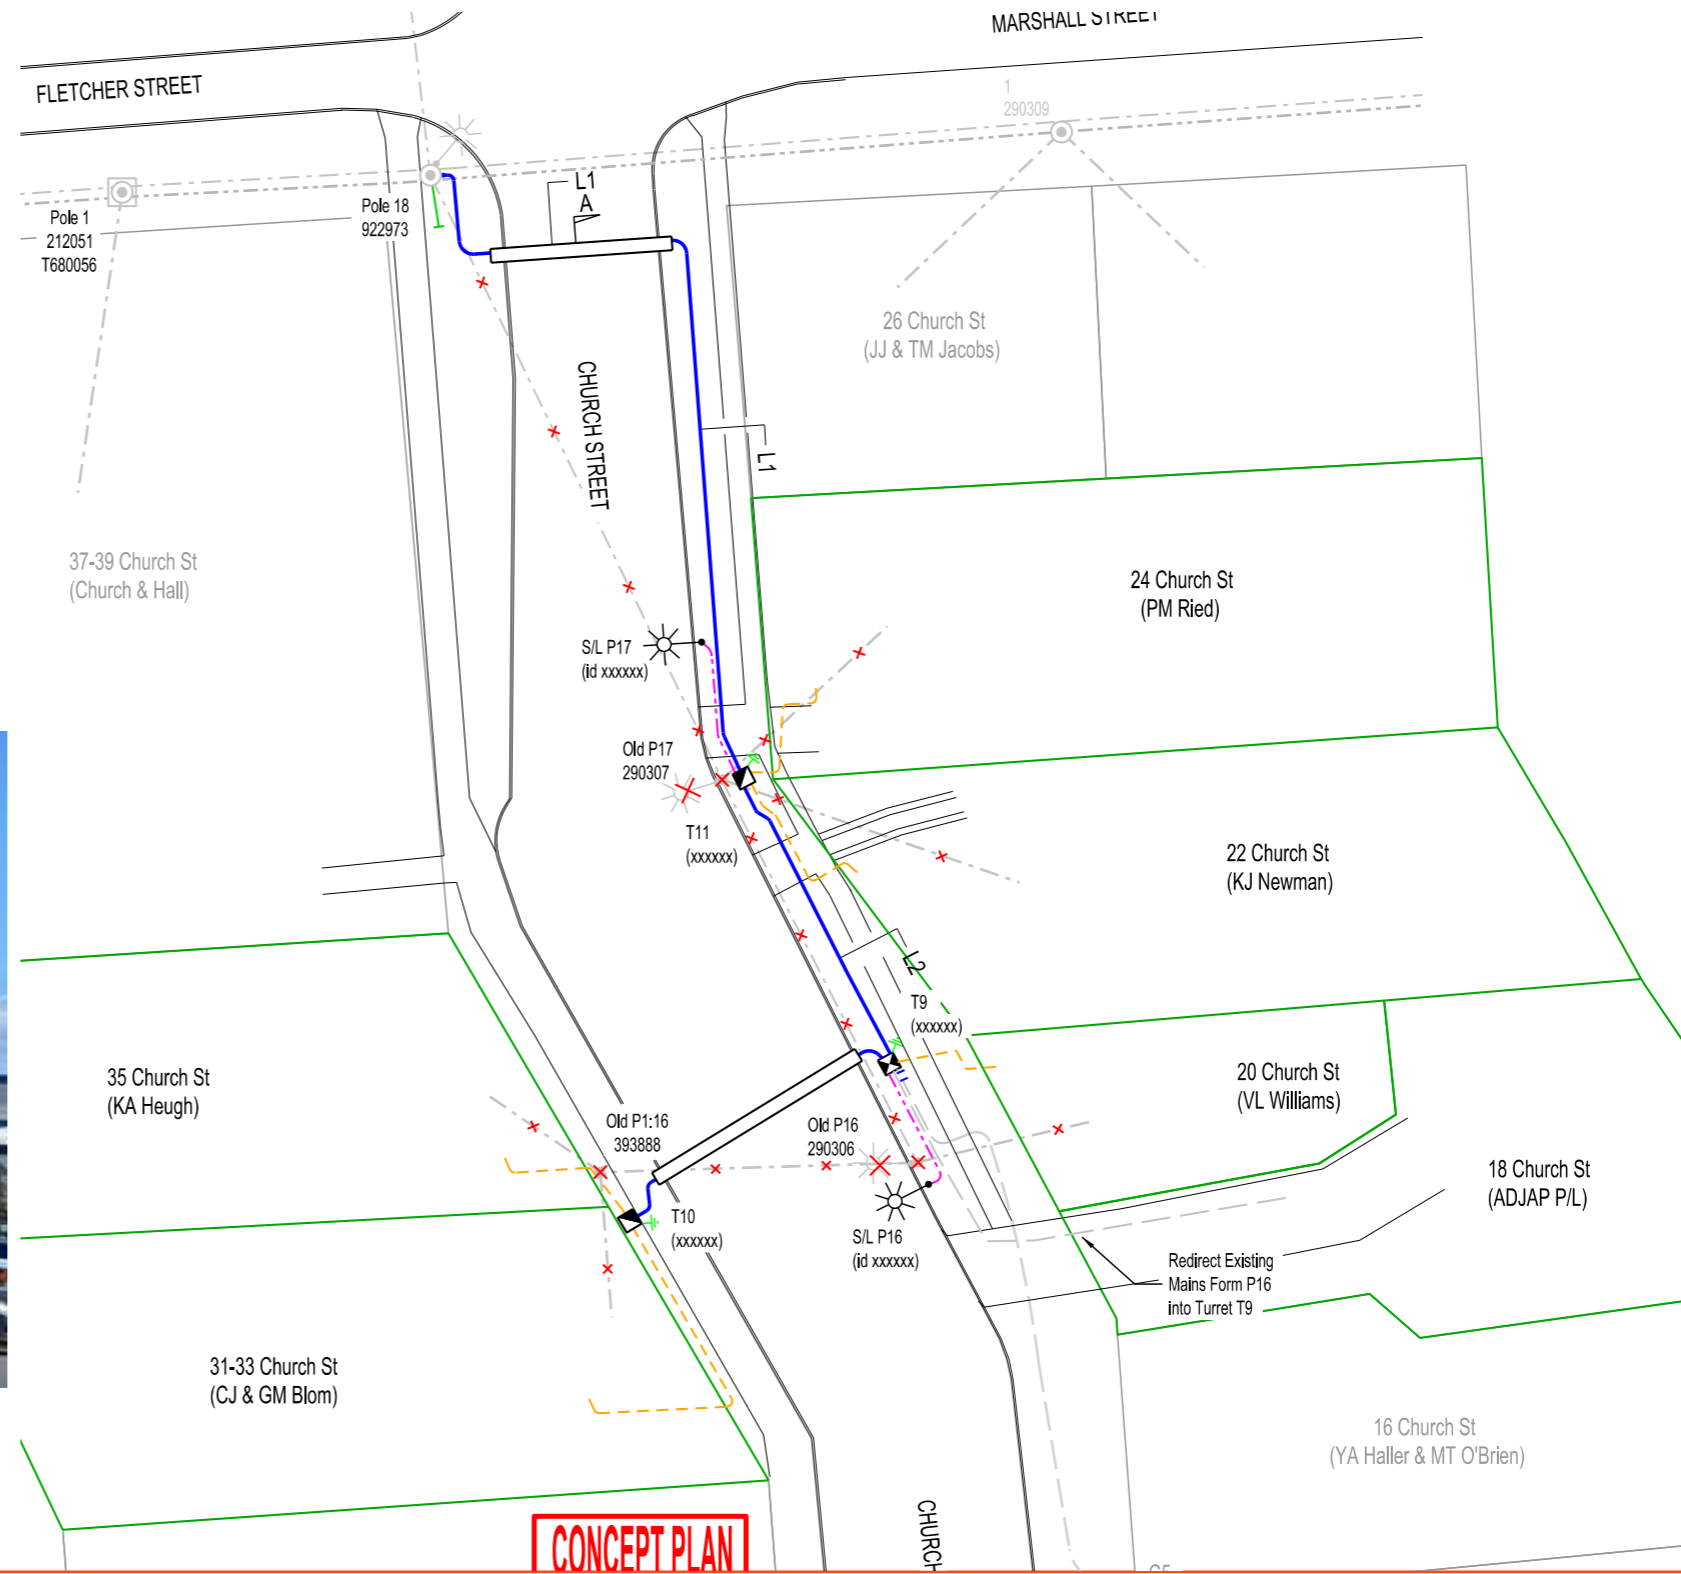 MARSHALL STREET
FLETCHER STREET
1
290309
L1
A
Pole 1
212051
T680056
Pole 18
922973
26 Church St
(JJ & TM Jacobs)
CHURCH STREET
L1
37-39 Church St
(Church & Hall)
24 Church St
(PM Ried)
S/L P17
(id xxxxxx)
Old P17
290307
T11
(xxxxxx)
22 Church St
(KJ Newman)
L2
T9
(xxxxxx)
35 Church St
(KA Heugh)
20 Church St
(VL Williams)
Old P1:16
393888
Old P16
290306
18 Church St
(ADJAP P/L)
T10
(xxxxxx)
S/L P16
(id xxxxxx)
Redirect Existing
Mains Form P16
into Turret T9
31-33 Church St
(CJ & GM Blom)
16 Church St
(YA Haller & MT O'Brien)
CONCEPT PLAN
CHURCH